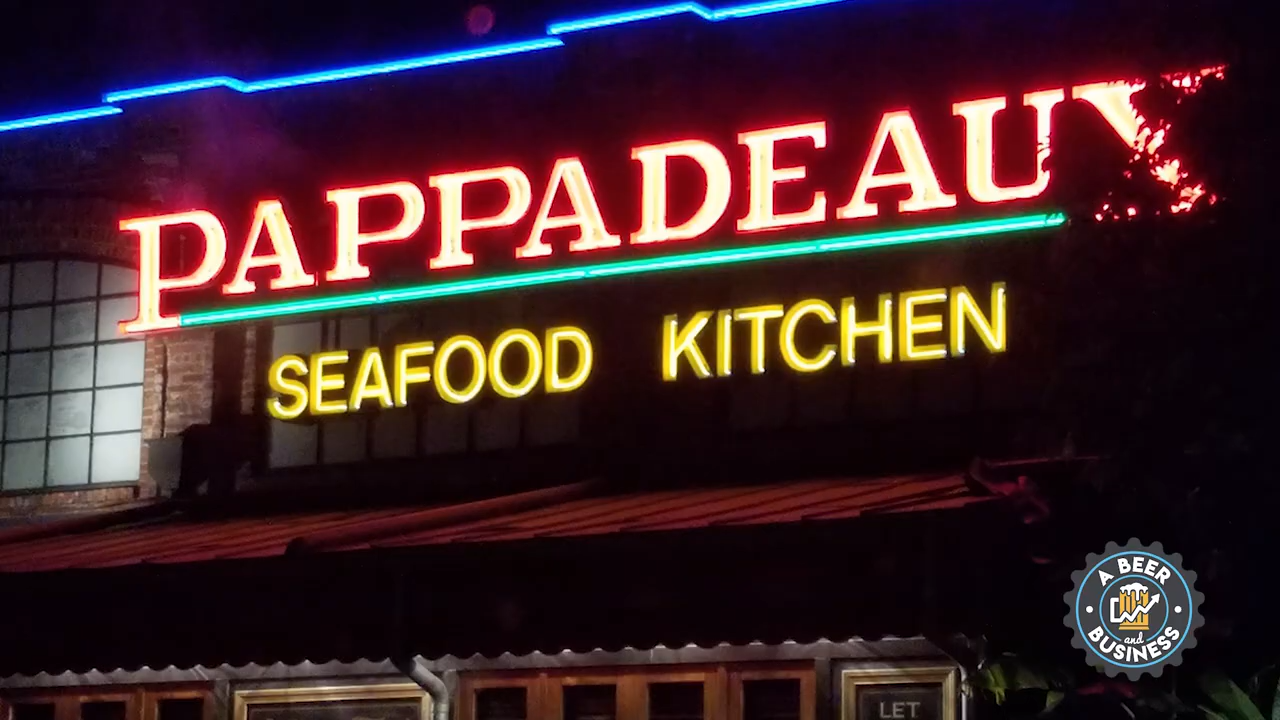 PAPPADEAUX
SEAFOOD KITCHEN
A BEER
and
BUSINESS
LET